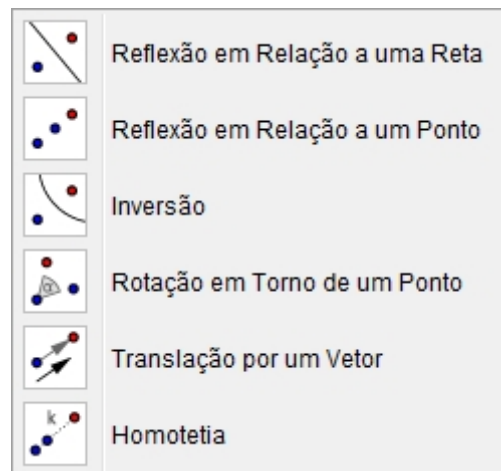 Reflexão em Relação a uma Reta
Reflexão em Relação a um Ponto
Inversão
α
Rotação em Torno de um Ponto
Translação por um Vetor
k
Homotetia